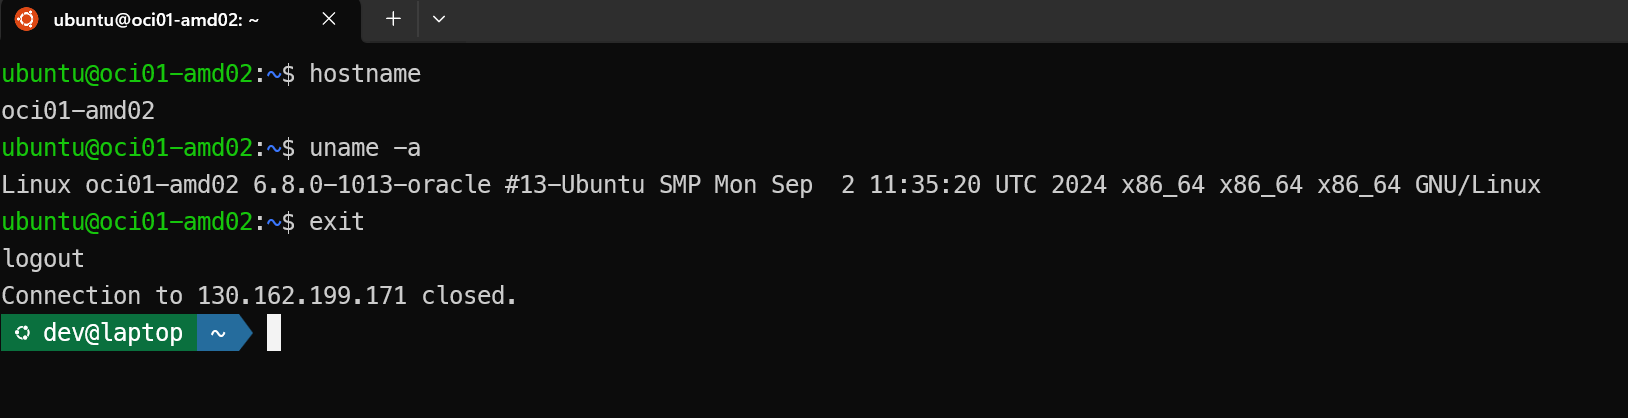 ubuntu@oci01-amd02: ~
ubuntu@oci01-amd02:~$ hostname
oci01-amd02
ubuntu@oci01-amd02:~$ uname -a
Linux oci01-amd02 6.8.0-1013-oracle #13-Ubuntu SMP Mon Sep  2 11:35:20 UTC 2024 x86_64 x86_64 x86_64 GNU/Linux
ubuntu@oci01-amd02:~$ exit
logout
Connection to 130.162.199.171 closed.
dev@laptop ~